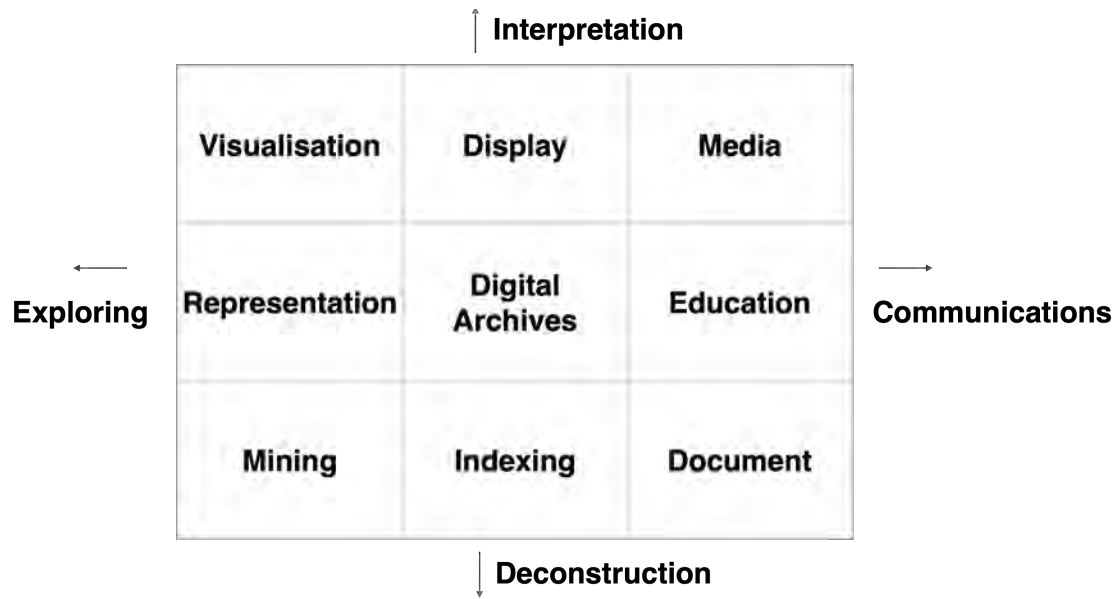 Interpretation
Visualisation
Display
Media
Exploring
Representation
Digital
Archives
Education
Communications
Mining
Indexing
Document
Deconstruction